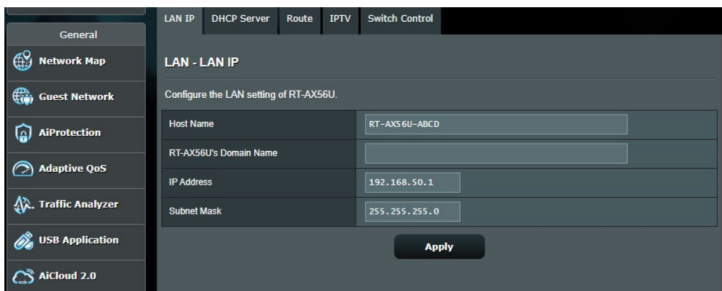 General
Network Map
Guest Network
AiProtection
Adaptive QoS
Traffic Analyzer
USB Application
AiCloud 2.0
LAN IP DHCP Server Route IPTV Switch Control
LAN - LAN IP
Configure the LAN setting of RT-AX56U.
Host Name RT-AX56U-ABCD
RT-AX56U's Domain Name
IP Address 192.168.50.1
Subnet Mask 255.255.255.0
Apply